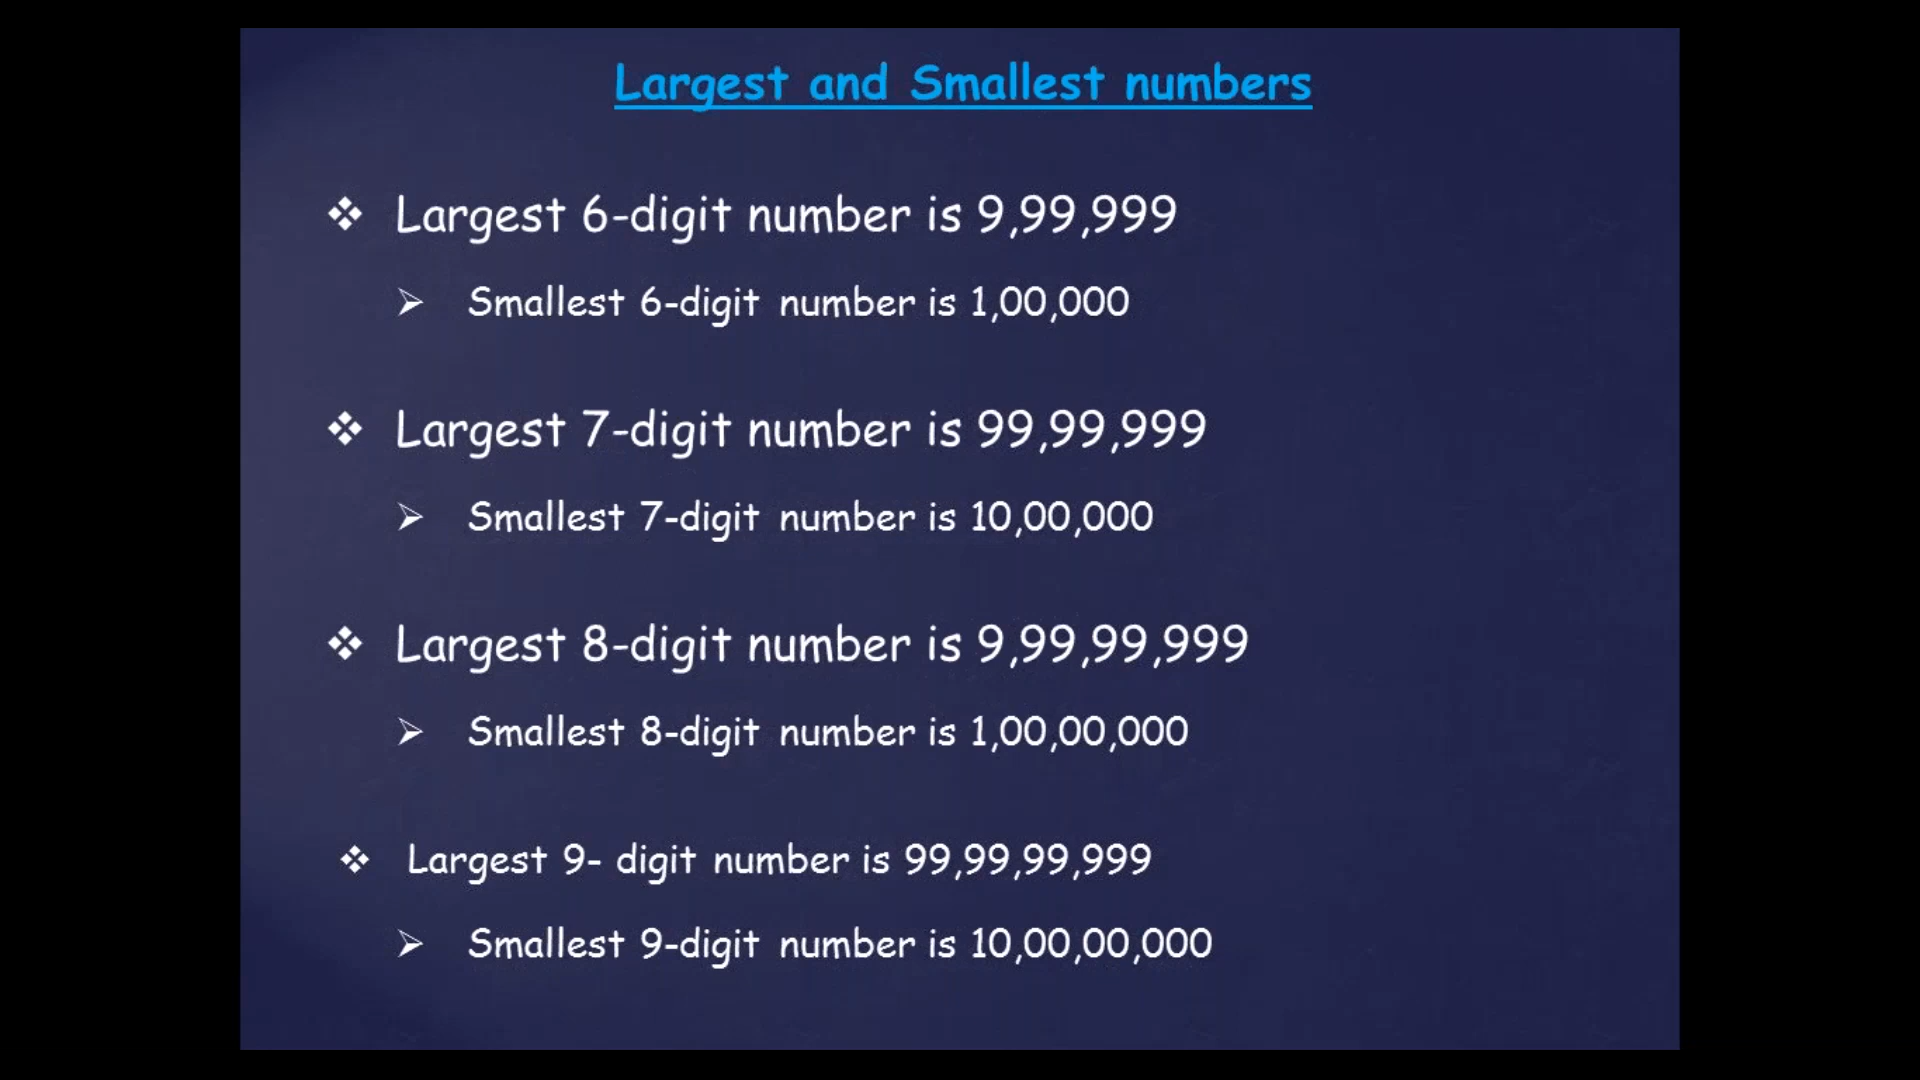 Largest and Smallest numbers
❖ Largest 6-digit number is 9,99,999
➢ Smallest 6-digit number is 1,00,000
❖ Largest 7-digit number is 99,99,999
➢ Smallest 7-digit number is 10,00,000
❖ Largest 8-digit number is 9,99,99,999
➢ Smallest 8-digit number is 1,00,00,000
❖ Largest 9- digit number is 99,99,99,999
➢ Smallest 9-digit number is 10,00,00,000